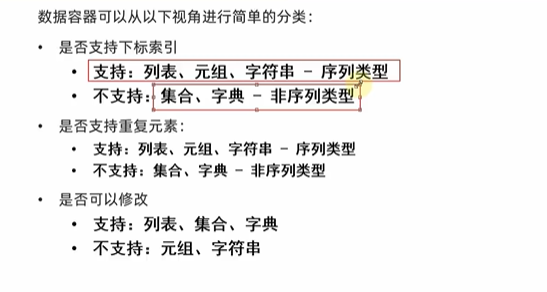 数据容器可以从以下视角进行简单的分类：
• 是否支持下标索引
• 支持：列表、元组、字符串 - 序列类型
• 不支持：集合、字典 - 非序列类型
• 是否支持重复元素：
• 支持：列表、元组、字符串 - 序列类型
• 不支持：集合、字典 - 非序列类型
• 是否可以修改
• 支持：列表、集合、字典
• 不支持：元组、字符串